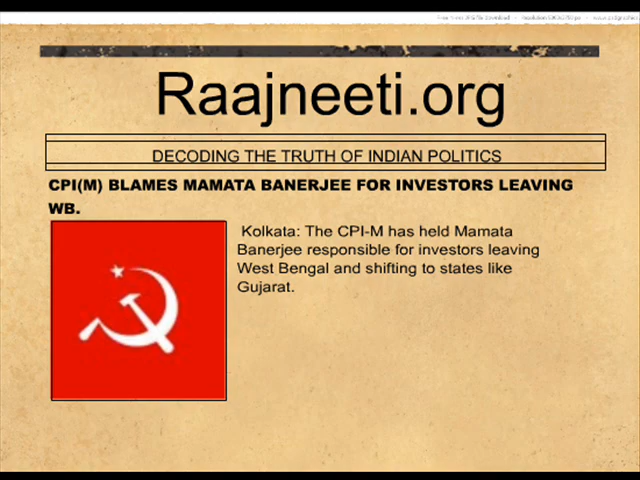 Raajneeti.org
DECODING THE TRUTH OF INDIAN POLITICS
CPI(M) BLAMES MAMATA BANERJEE FOR INVESTORS LEAVING
WB.
Kolkata: The CPI-M has held Mamata
Banerjee responsible for investors leaving
West Bengal and shifting to states like
Gujarat.